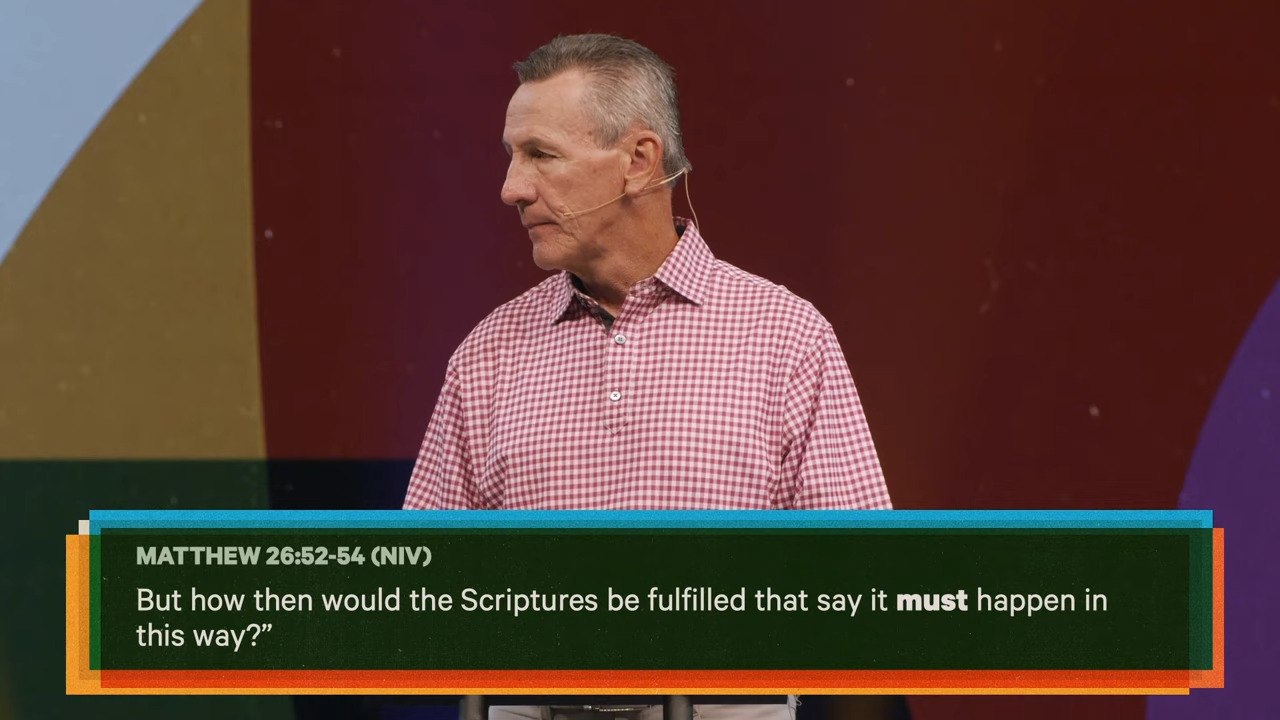 MATTHEW 26:52-54 (NIV)
But how then would the Scriptures be fulfilled that say it must happen in
this way?”